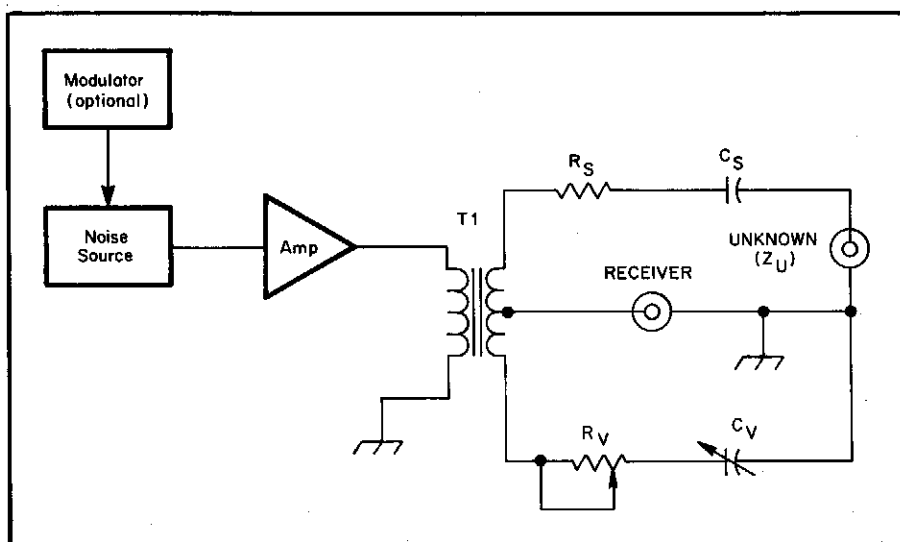 Modulator
(optional)
Noise
Source
Amp
T1
RS
CS
UNKNOWN
(ZU)
RECEIVER
RV
CV